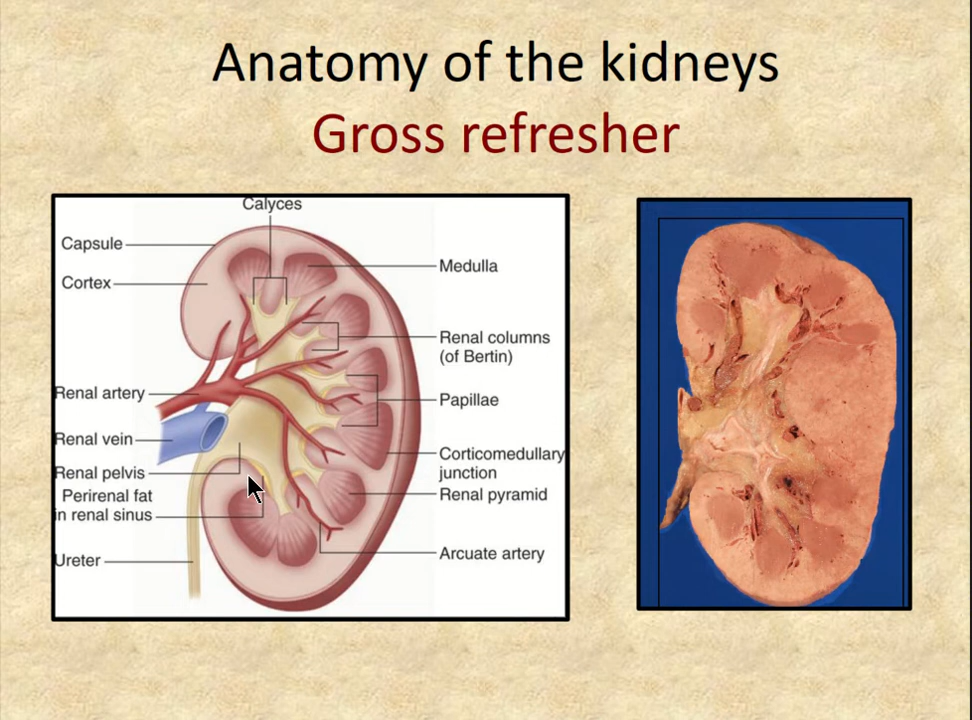 Anatomy of the kidneys
Gross refresher
Calyces
Capsule
Cortex
Renal artery
Renal vein
Renal pelvis
Perirenal fat
in renal sinus
Ureter
Medulla
Renal columns
(of Bertin)
Papillae
Corticomedullary
junction
Renal pyramid
Arcuate artery